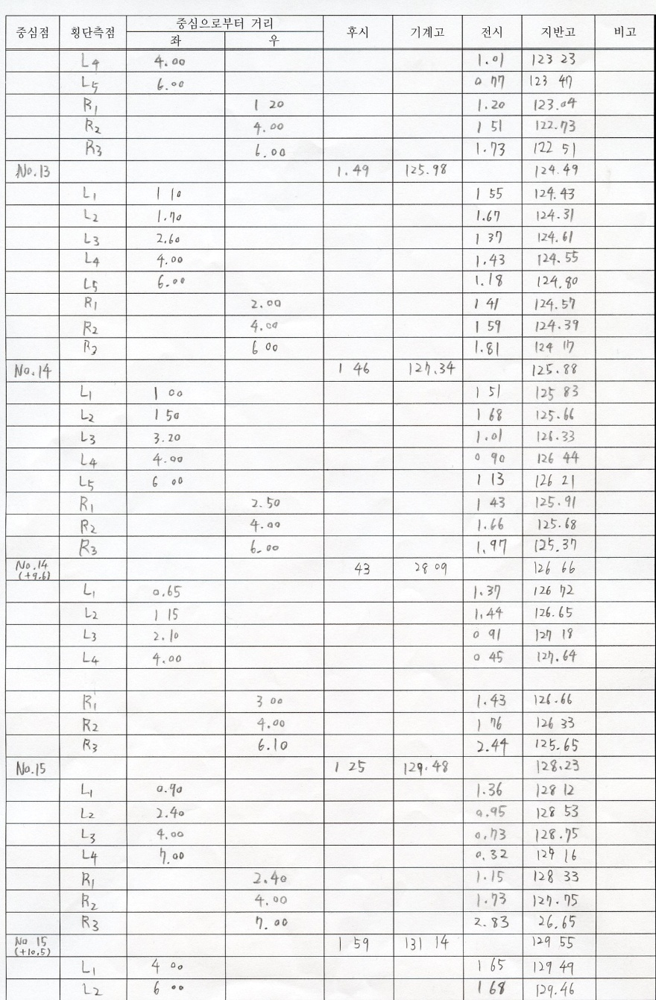 중심점 횡단측점 중심으로부터 거리 후시 기계고 전시 지반고 비고
좌 우
L4 4.00 1.01 123 23
L5 6.00 0 77 123 47
R1 1 20 1.20 123.04
R2 4.00 1 51 122.73
R3 6.00 1.73 122 51
No.13 1.49 125.98 124.49
L1 1 10 1 55 124.43
L2 1.70 1.67 124.31
L3 2.60 1 37 124.61
L4 4.00 1.43 124.55
L5 6.00 1.18 124.80
R1 2.00 1 41 124.57
R2 4.00 1 59 124.39
R3 6 00 1.81 124 17
No.14 1 46 127.34 125.88
L1 1 00 1 51 125 83
L2 1 50 1 68 125.66
L3 3.20 1.01 126.33
L4 4.00 0 90 126 44
L5 6 00 1 13 126 21
R1 2.50 1 43 125.91
R2 4.00 1.66 125.68
R3 6.00 1.97 125.37
No.14 43 28 09 126 66
(+9.6)
L1 0.65 1.37 126 72
L2 1 15 1.44 126.65
L3 2.10 0 91 127 18
L4 4.00 0 45 127.64
R1 3 00 1.43 126.66
R2 4.00 1 76 126 33
R3 6.10 2.44 125.65
No.15 1 25 129.48 128.23
L1 0.90 1.36 128 12
L2 2.40 0.95 128 53
L3 4.00 0.73 128.75
L4 7.00 0.32 129 16
R1 2.40 1.15 128 33
R2 4.00 1.73 127.75
R3 7.00 2.83 26.65
No 15 1 59 131 14 129 55
(+10.5)
L1 4 00 1 65 129 49
L2 6 00 1 68 129.46